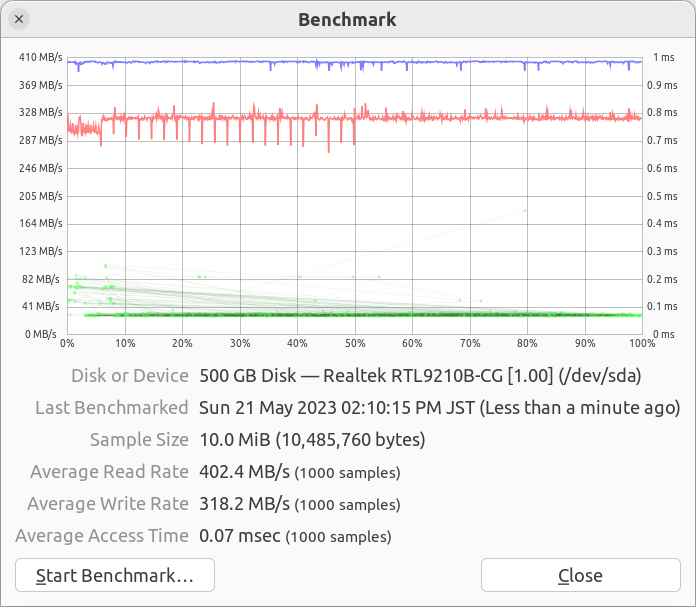 Benchmark
410 MB/s 1 ms
369 MB/s 0.9 ms
328 MB/s 0.8 ms
287 MB/s 0.7 ms
246 MB/s 0.6 ms
205 MB/s 0.5 ms
164 MB/s 0.4 ms
123 MB/s 0.3 ms
82 MB/s 0.2 ms
41 MB/s 0.1 ms
0 MB/s 0 ms
0% 10% 20% 30% 40% 50% 60% 70% 80% 90% 100%
Disk or Device 500 GB Disk — Realtek RTL9210B-CG [1.00] (/dev/sda)
Last Benchmarked Sun 21 May 2023 02:10:15 PM JST (Less than a minute ago)
Sample Size 10.0 MiB (10,485,760 bytes)
Average Read Rate 402.4 MB/s (1000 samples)
Average Write Rate 318.2 MB/s (1000 samples)
Average Access Time 0.07 msec (1000 samples)
Start Benchmark… Close